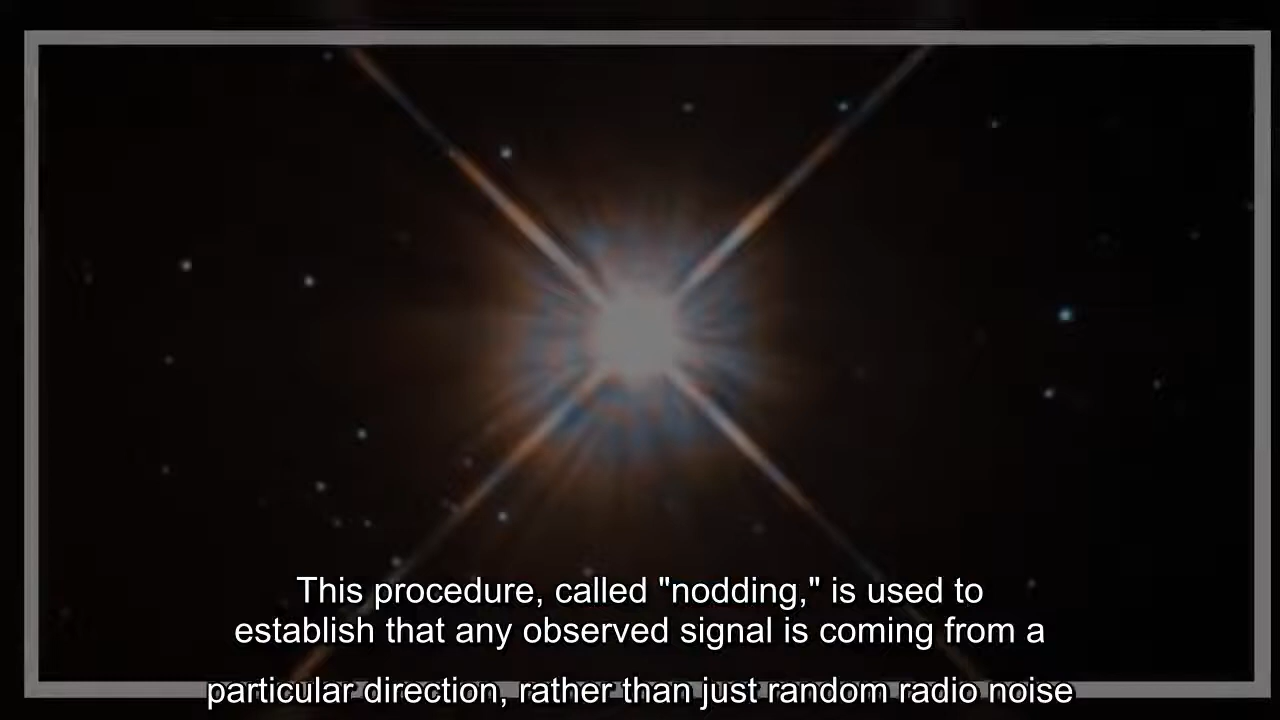 This procedure, called "nodding," is used to
establish that any observed signal is coming from a
particular direction, rather than just random radio noise